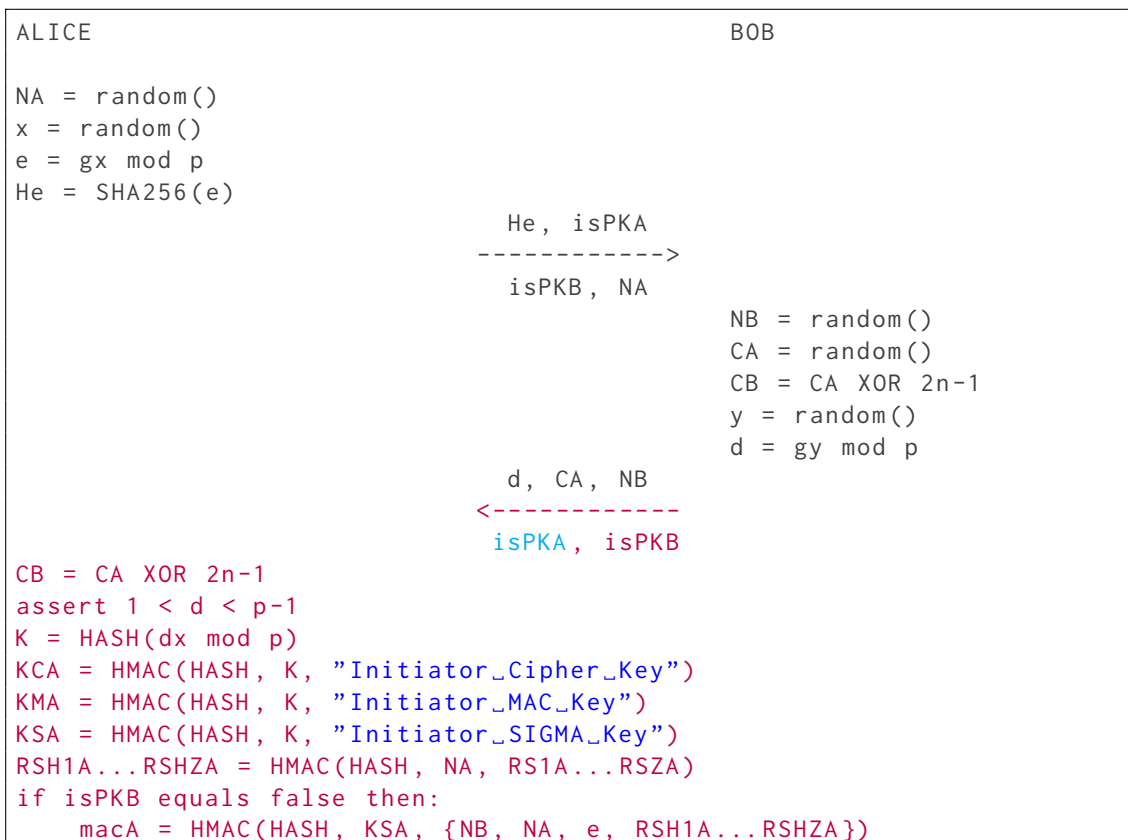 ALICE BOB
NA = random()
x = random()
e = gx mod p
He = SHA256(e)
He, isPKA
------------>
isPKB, NA
NB = random()
CA = random()
CB = CA XOR 2n-1
y = random()
d = gy mod p
d, CA, NB
<------------
isPKA, isPKB
CB = CA XOR 2n-1
assert 1 < d < p-1
K = HASH(dx mod p)
KCA = HMAC(HASH, K, ”Initiator␣Cipher␣Key”)
KMA = HMAC(HASH, K, ”Initiator␣MAC␣Key”)
KSA = HMAC(HASH, K, ”Initiator␣SIGMA␣Key”)
RSH1A...RSHZA = HMAC(HASH, NA, RS1A...RSZA)
if isPKB equals false then:
    macA = HMAC(HASH, KSA, {NB, NA, e, RSH1A...RSHZA})